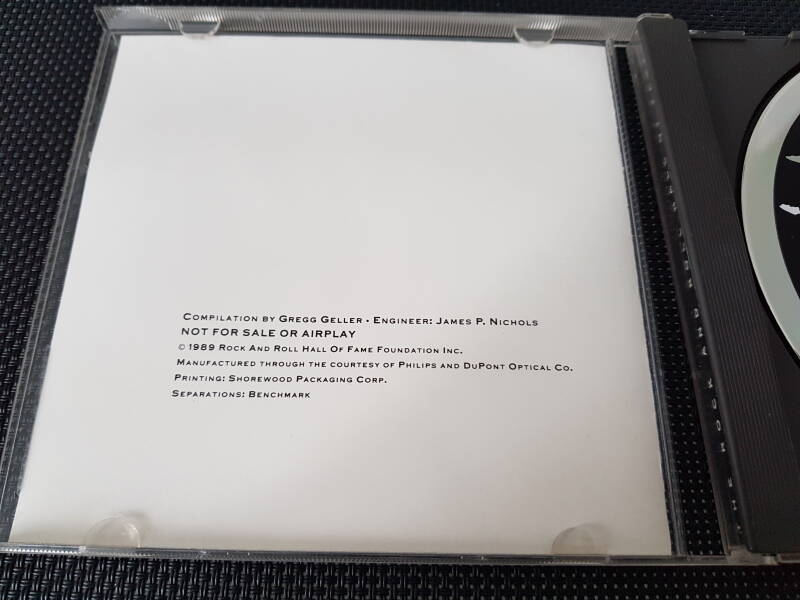 Compilation by Gregg Geller • Engineer: James P. Nichols
NOT FOR SALE OR AIRPLAY
© 1989 Rock And Roll Hall Of Fame Foundation Inc.
Manufactured through the courtesy of Philips and DuPont Optical Co.
Printing: Shorewood Packaging Corp.
Separations: Benchmark